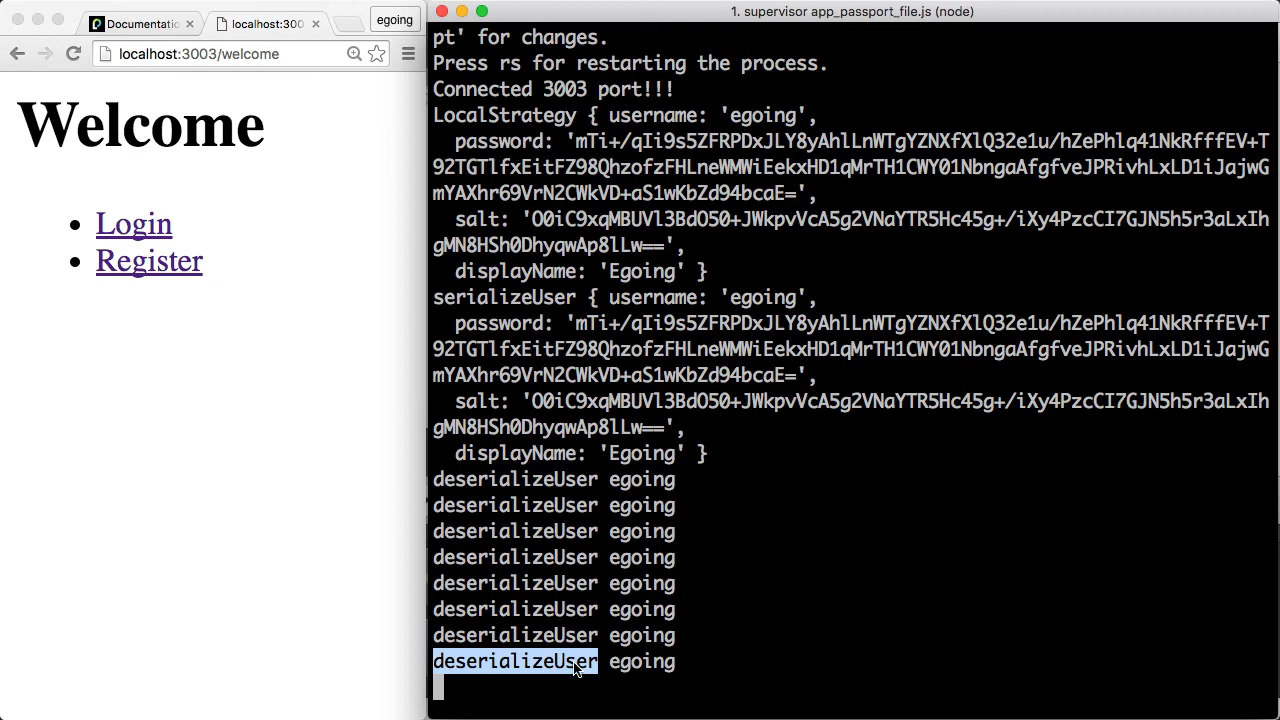 Documentatic
localhost:300
egoing
localhost:3003/welcome
Welcome
Login
Register
1. supervisor app_passport_file.js (node)
pt' for changes.
Press rs for restarting the process.
Connected 3003 port!!!
LocalStrategy { username: 'egoing',
password: 'mTi+/qIi9s5ZFRPDxJLY8yAhlLnWTgYZNXfXlQ32e1u/hZePhlq41NkRfffEV+T
92TGTlfxEitFZ98QhzofzFHLneWMWiEekxHD1qMrTH1CWY01NbngaAfgfveJPRivhLxLD1iJajwG
mYAXhr69VrN2CWkVD+aS1wKbZd94bcaE=',
salt: 'O0iC9xqMBUVl3BdO50+JWkpvVcA5g2VNaYTR5Hc45g+/iXy4PzcCI7GJN5h5r3aLxIh
gMN8HSh0DhyqwAp8lLw==',
displayName: 'Egoing' }
serializeUser { username: 'egoing',
password: 'mTi+/qIi9s5ZFRPDxJLY8yAhlLnWTgYZNXfXlQ32e1u/hZePhlq41NkRfffEV+T
92TGTlfxEitFZ98QhzofzFHLneWMWiEekxHD1qMrTH1CWY01NbngaAfgfveJPRivhLxLD1iJajwG
mYAXhr69VrN2CWkVD+aS1wKbZd94bcaE=',
salt: 'O0iC9xqMBUVl3BdO50+JWkpvVcA5g2VNaYTR5Hc45g+/iXy4PzcCI7GJN5h5r3aLxIh
gMN8HSh0DhyqwAp8lLw==',
displayName: 'Egoing' }
deserializeUser egoing
deserializeUser egoing
deserializeUser egoing
deserializeUser egoing
deserializeUser egoing
deserializeUser egoing
deserializeUser egoing
deserializeUser egoing